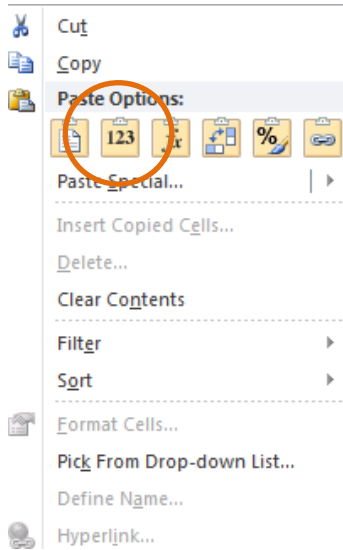 Cut
Copy
Paste Options:
123 fx %
Paste Special...
Insert Copied Cells...
Delete...
Clear Contents
Filter
Sort
Format Cells...
Pick From Drop-down List...
Define Name...
Hyperlink...